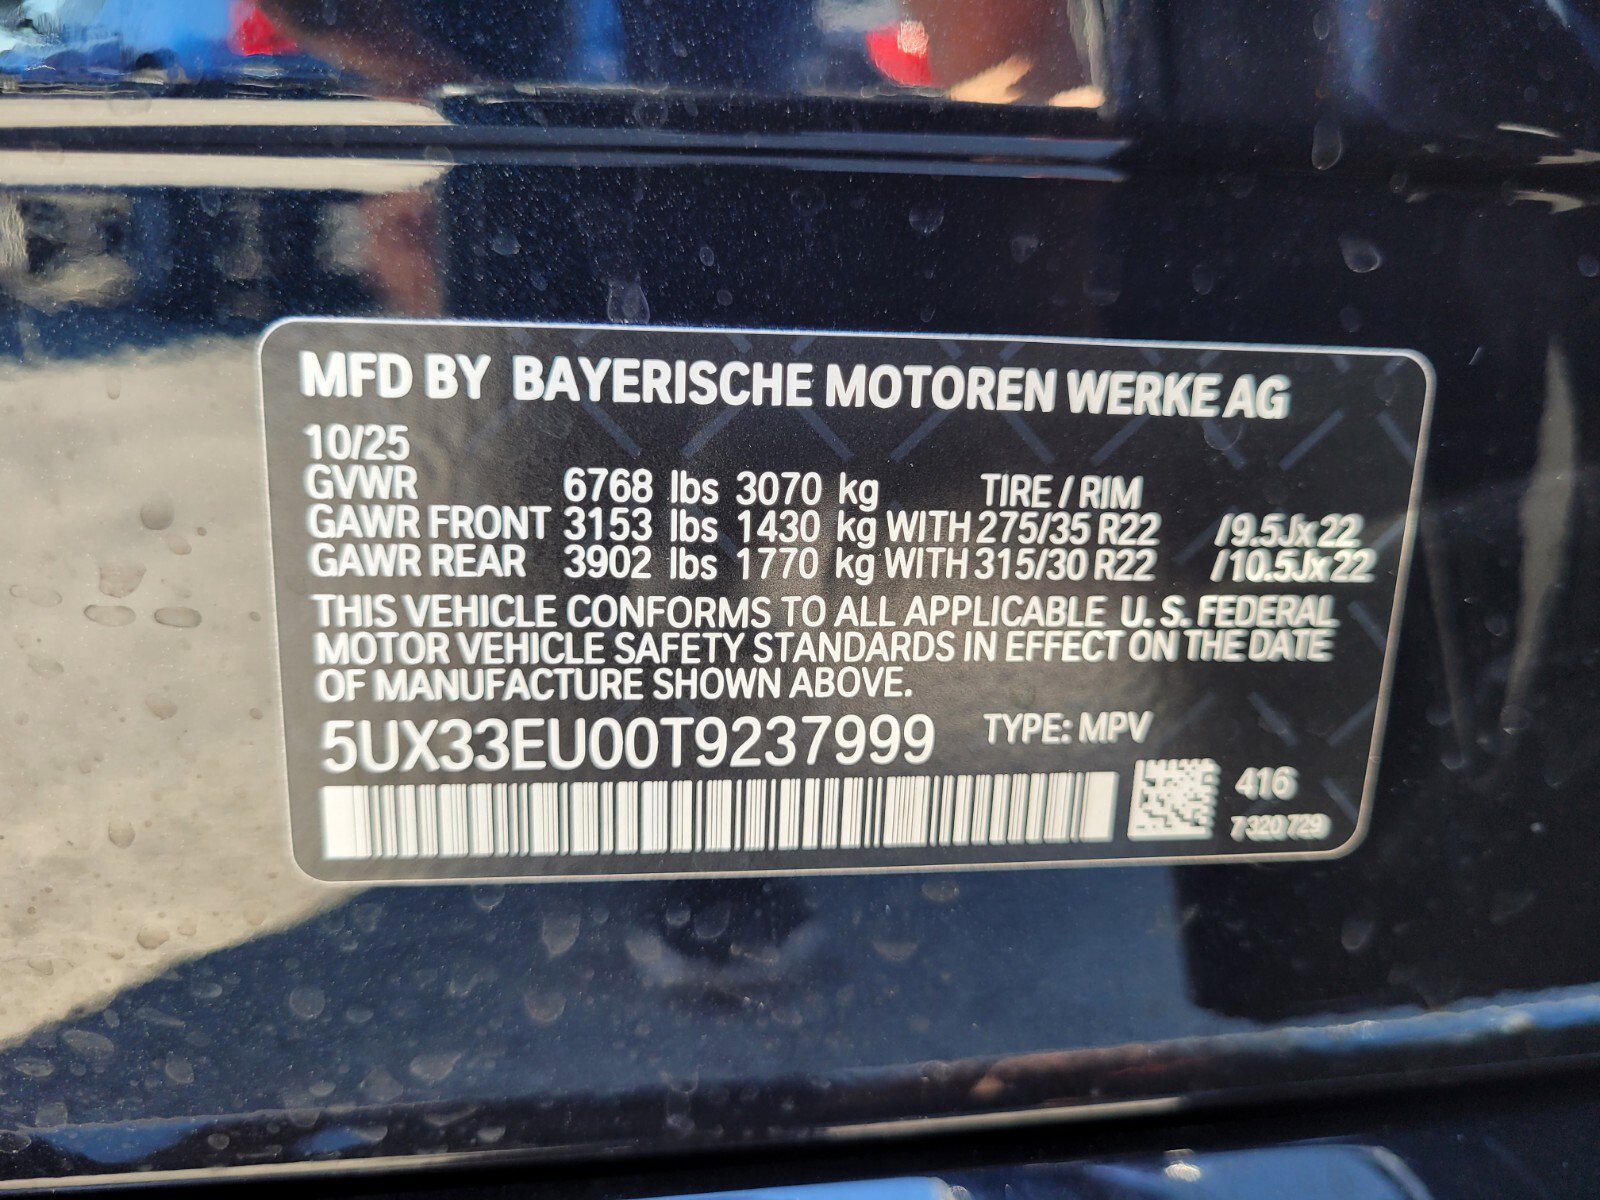 MFD BY BAYERISCHE MOTOREN WERKE AG
10/25
GVWR 6768 lbs 3070 kg TIRE / RIM
GAWR FRONT 3153 lbs 1430 kg WITH 275/35 R22 /9.5Jx22
GAWR REAR 3902 lbs 1770 kg WITH 315/30 R22 /10.5Jx22
THIS VEHICLE CONFORMS TO ALL APPLICABLE U. S. FEDERAL
MOTOR VEHICLE SAFETY STANDARDS IN EFFECT ON THE DATE
OF MANUFACTURE SHOWN ABOVE.
5UX33EU00T9237999 TYPE: MPV
416
7 320 729